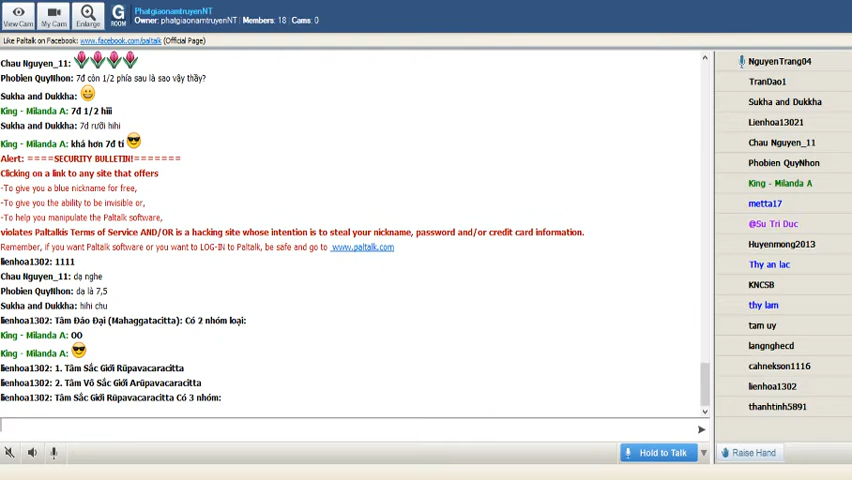 View Cam
My Cam
Enlarge
G
ROOM
PhatgiaonamtruyenNT
Owner: phatgiaonamtruyenNT | Members: 18 | Cams: 0
Like Paltalk on Facebook: www.facebook.com/paltalk (Official Page)
Chau Nguyen_11:
Phobien QuyNhon: 7đ còn 1/2 phía sau là sao vậy thầy?
Sukha and Dukkha:
King - Milanda A: 7đ 1/2 hiii
Sukha and Dukkha: 7đ rưỡi hihi
King - Milanda A: khá hơn 7đ tí
Alert: ====SECURITY BULLETIN!=======
Clicking on a link to any site that offers
-To give you a blue nickname for free,
-To give you the ability to be invisible or,
-To help you manipulate the Paltalk software,
violates Paltalkis Terms of Service AND/OR is a hacking site whose intention is to steal your nickname, password and/or credit card information.
Remember, if you want Paltalk software or you want to LOG-IN to Paltalk, be safe and go to www.paltalk.com
lienhoa1302: 1111
Chau Nguyen_11: dạ nghe
Phobien QuyNhon: dạ là 7,5
Sukha and Dukkha: hihi chu
lienhoa1302: Tâm Đáo Đại (Mahaggatacitta): Có 2 nhóm loại:
King - Milanda A: OO
King - Milanda A:
lienhoa1302: 1. Tâm Sắc Giới Rūpavacaracitta
lienhoa1302: 2. Tâm Vô Sắc Giới Arūpavacaracitta
lienhoa1302: Tâm Sắc Giới Rūpavacaracitta Có 3 nhóm:
Hold to Talk
NguyenTrang04
TranDao1
Sukha and Dukkha
Lienhoa13021
Chau Nguyen_11
Phobien QuyNhon
King - Milanda A
metta17
@Su Tri Duc
Huyenmong2013
Thy an lac
KNCSB
thy lam
tam uy
langnghecd
cahnekson1116
lienhoa1302
thanhtinh5891
Raise Hand